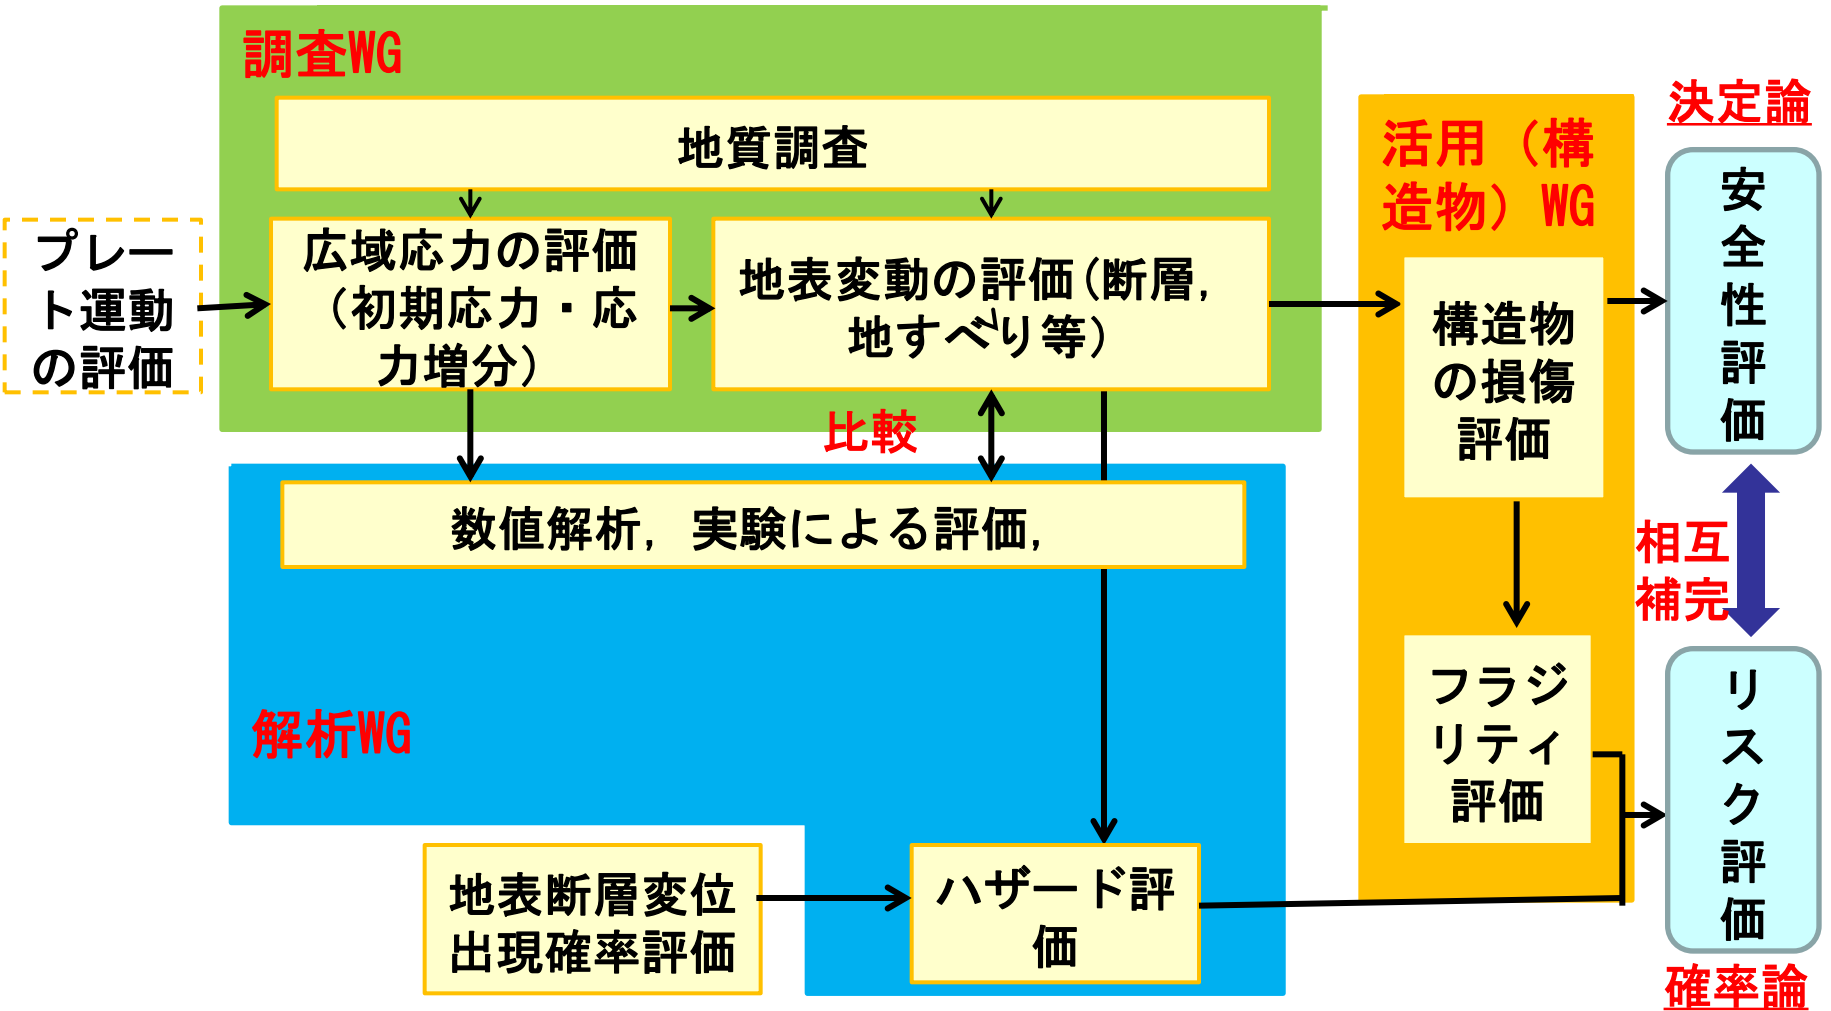 調査WG
地質調査
プレー
ト運動
の評価
広域応力の評価
（初期応力・応
力増分）
地表変動の評価（断層，
地すべり等）
比較
数値解析，実験による評価，
解析WG
地表断層変位
出現確率評価
ハザード評
価
活用（構
造物）WG
構造物
の損傷
評価
フラジ
リティ
評価
決定論
安全性評価
相互
補完
リスク評価
確率論